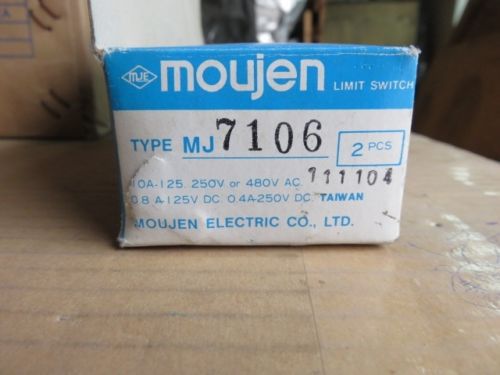 MJE moujen LIMIT SWITCH
TYPE MJ 7106 2 PCS
10A-125. 250V or 480V AC. 111104
0.8 A-125V DC. 0.4A-250V DC. TAIWAN
MOUJEN ELECTRIC CO., LTD.